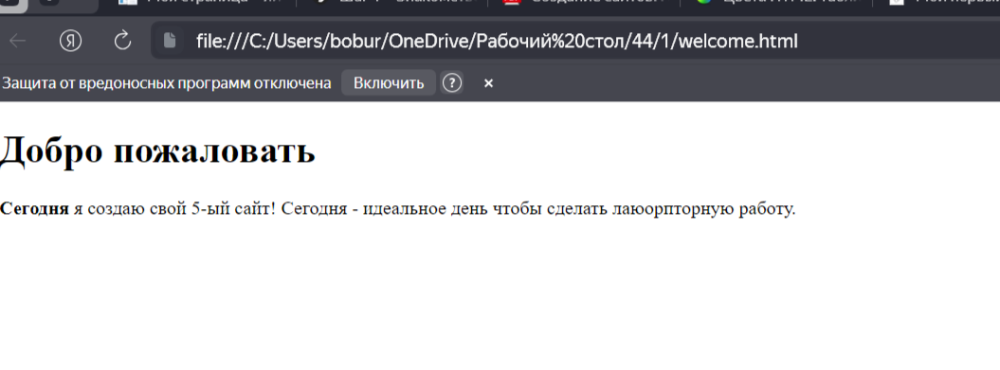 file:///C:/Users/bobur/OneDrive/Рабочий%20стол/44/1/welcome.html
Защита от вредоносных программ отключена Включить ? ×
Добро пожаловать
Сегодня я создаю свой 5-ый сайт! Сегодня - идеальное день чтобы сделать лаюорпторную работу.